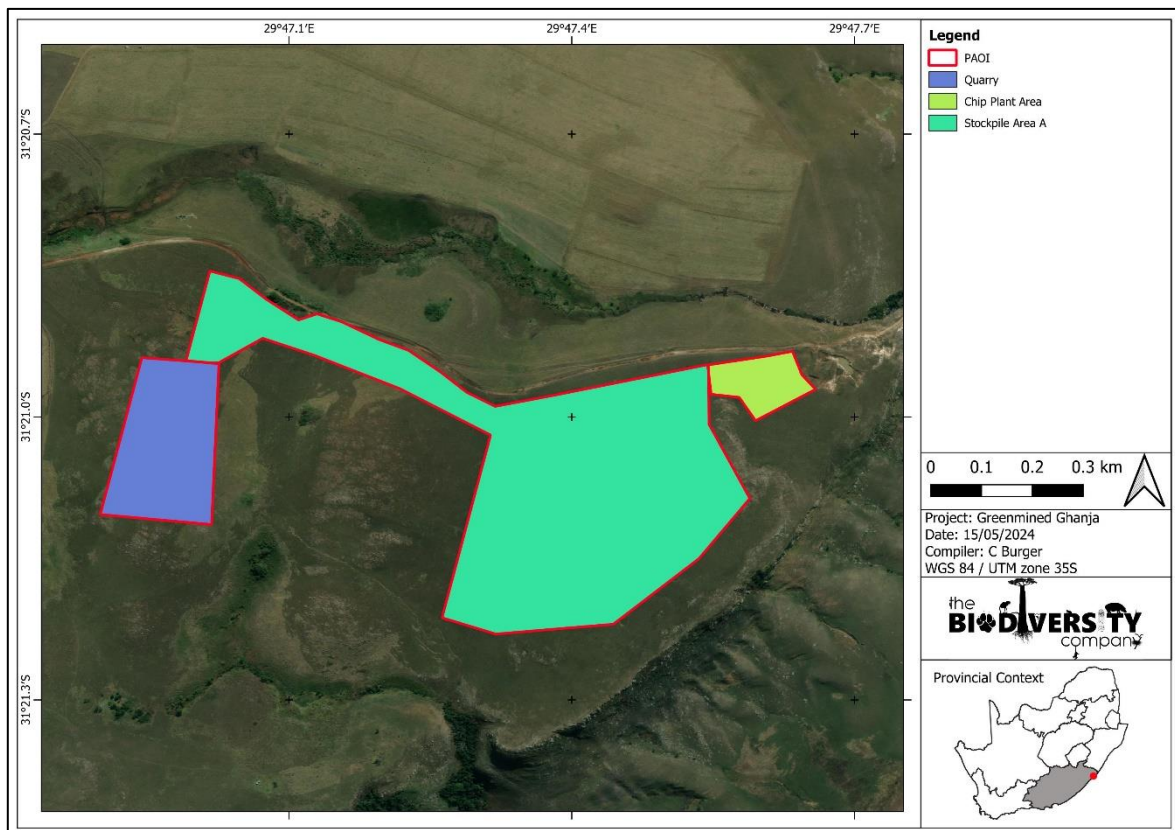 29°47.1'E
29°47.4'E
29°47.7'E
31°20.7'S
31°21.0'S
31°21.3'S
Legend
PAOI
Quarry
Chip Plant Area
Stockpile Area A
0 0.1 0.2 0.3 km
Project: Greenmined Ghanja
Date: 15/05/2024
Compiler: C Burger
WGS 84 / UTM zone 35S
the
BIODIVERSITY
company
Provincial Context